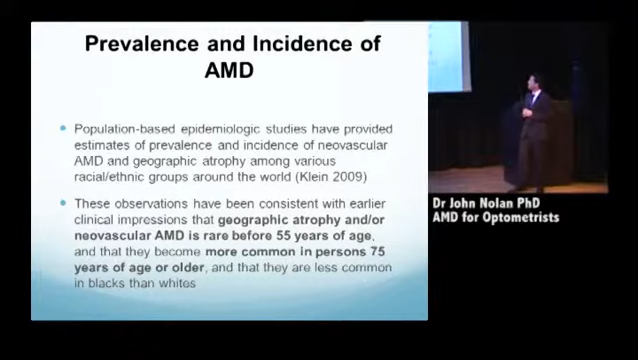 Prevalence and Incidence of
AMD
Population-based epidemiologic studies have provided
estimates of prevalence and incidence of neovascular
AMD and geographic atrophy among various
racial/ethnic groups around the world (Klein 2009)
These observations have been consistent with earlier
clinical impressions that geographic atrophy and/or
neovascular AMD is rare before 55 years of age,
and that they become more common in persons 75
years of age or older, and that they are less common
in blacks than whites
Dr John Nolan PhD
AMD for Optometrists